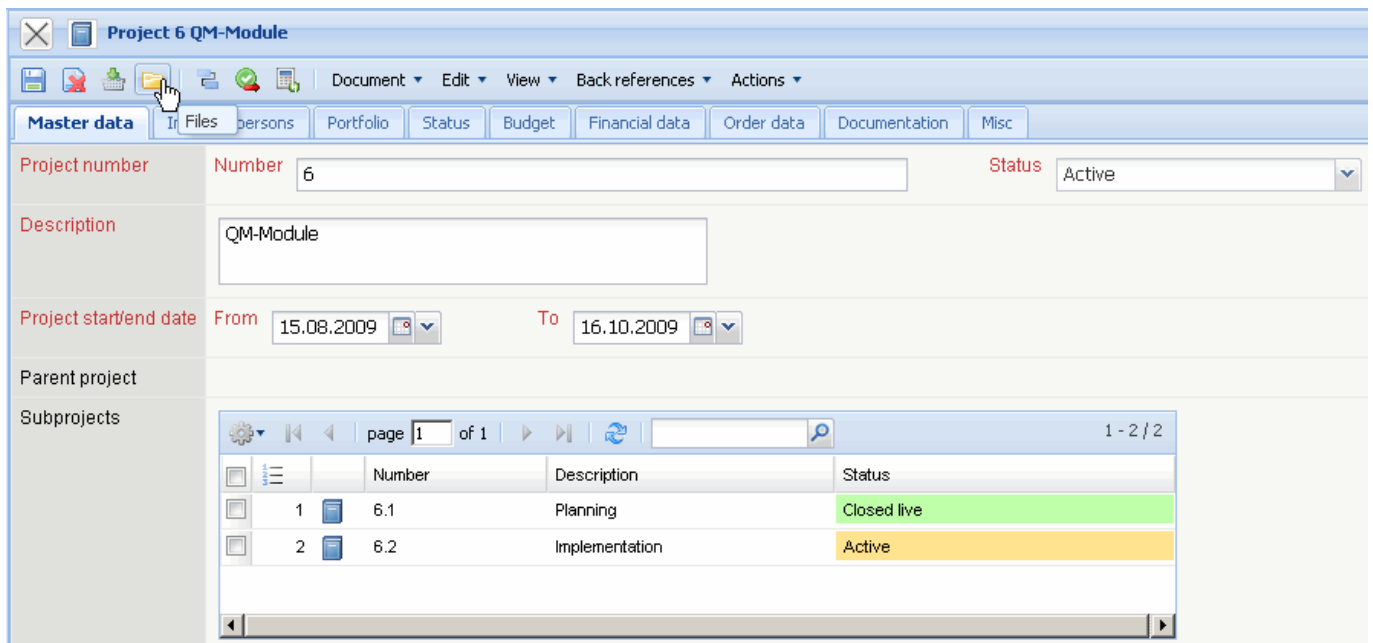 Project 6 QM-Module
Document Edit View Back references Actions
Master data In persons Portfolio Status Budget Financial data Order data Documentation Misc
Files
Project number Number 6 Status Active
Description QM-Module
Project start/end date From 15.08.2009 To 16.10.2009
Parent project
Subprojects
page 1 of 1 1 - 2 / 2
Number Description Status
1 6.1 Planning Closed live
2 6.2 Implementation Active